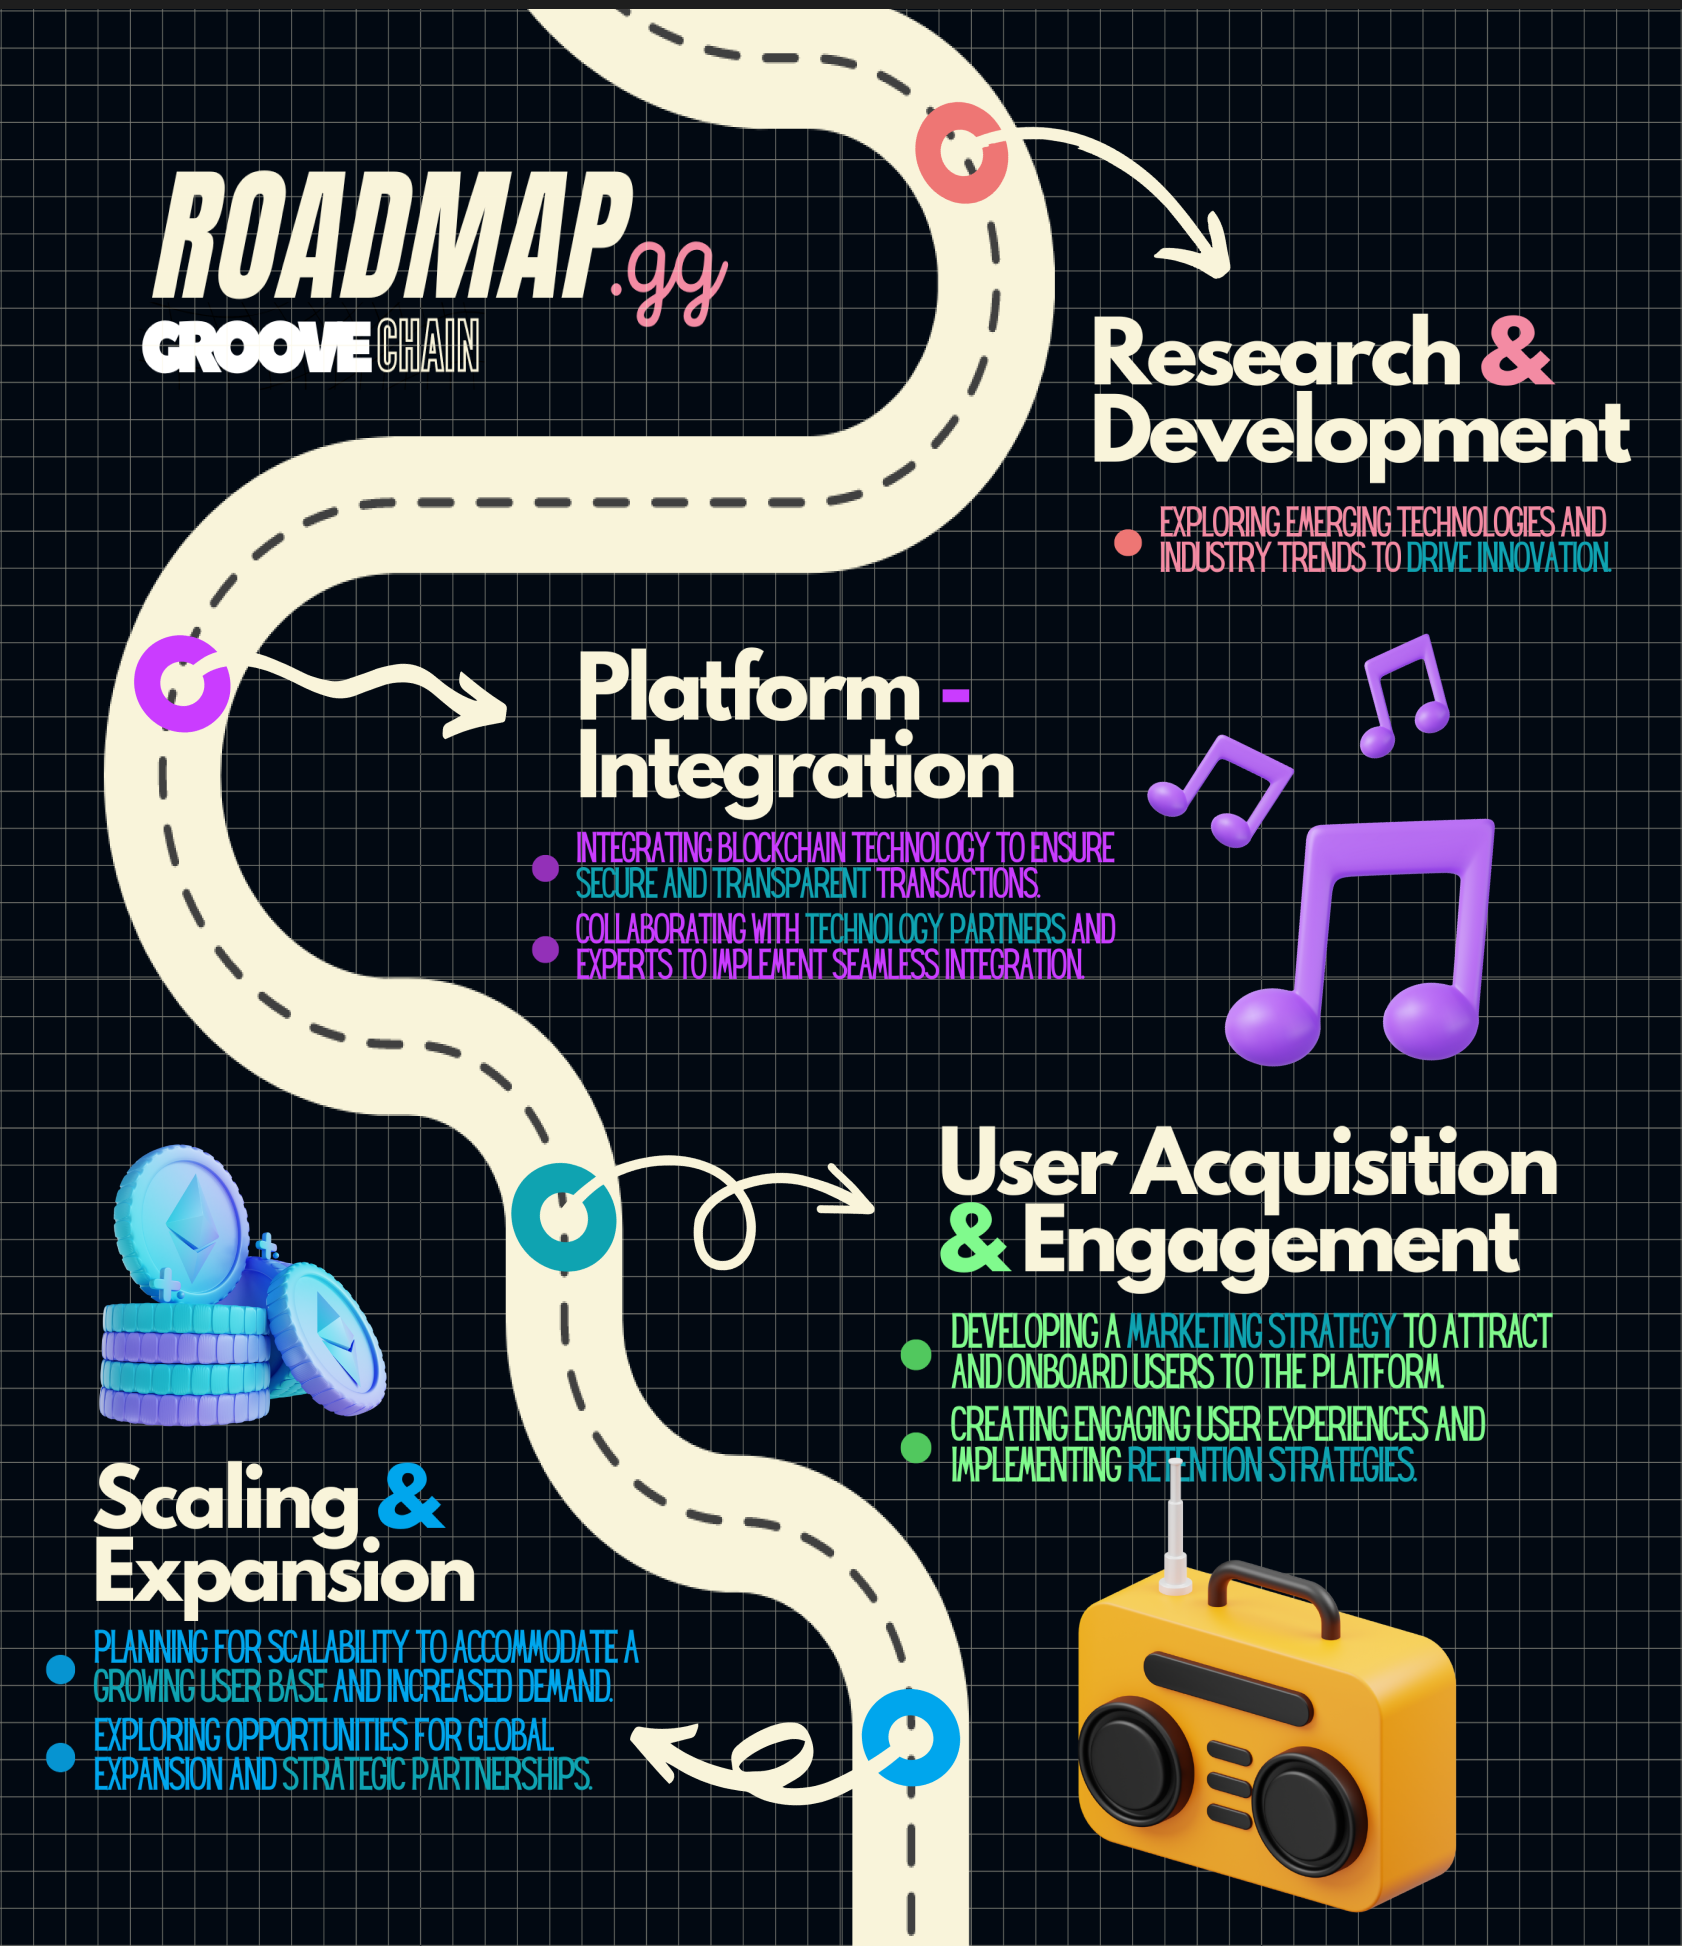 ROADMAP.gg
GROOVE CHAIN
Research &
Development
EXPLORING EMERGING TECHNOLOGIES AND
INDUSTRY TRENDS TO DRIVE INNOVATION.
Platform -
Integration
INTEGRATING BLOCKCHAIN TECHNOLOGY TO ENSURE
SECURE AND TRANSPARENT TRANSACTIONS.
COLLABORATING WITH TECHNOLOGY PARTNERS AND
EXPERTS TO IMPLEMENT SEAMLESS INTEGRATION.
User Acquisition
& Engagement
DEVELOPING A MARKETING STRATEGY TO ATTRACT
AND ONBOARD USERS TO THE PLATFORM.
CREATING ENGAGING USER EXPERIENCES AND
IMPLEMENTING RETENTION STRATEGIES.
Scaling &
Expansion
PLANNING FOR SCALABILITY TO ACCOMMODATE A
GROWING USER BASE AND INCREASED DEMAND.
EXPLORING OPPORTUNITIES FOR GLOBAL
EXPANSION AND STRATEGIC PARTNERSHIPS.